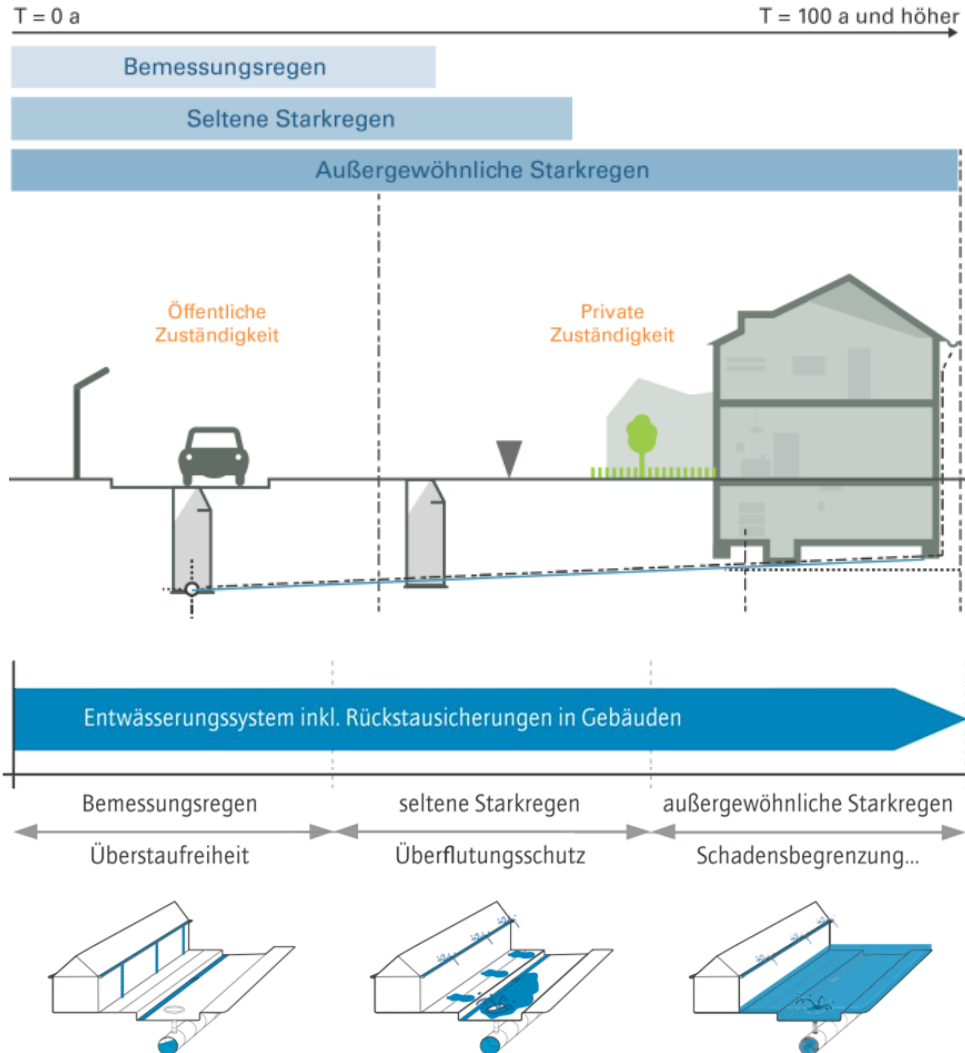 T = 0 a
T = 100 a und höher
Bemessungsregen
Seltene Starkregen
Außergewöhnliche Starkregen
Öffentliche
Zuständigkeit
Private
Zuständigkeit
Entwässerungssystem inkl. Rückstausicherungen in Gebäuden
Bemessungsregen
seltene Starkregen
außergewöhnliche Starkregen
Überstaufreiheit
Überflutungsschutz
Schadensbegrenzung...